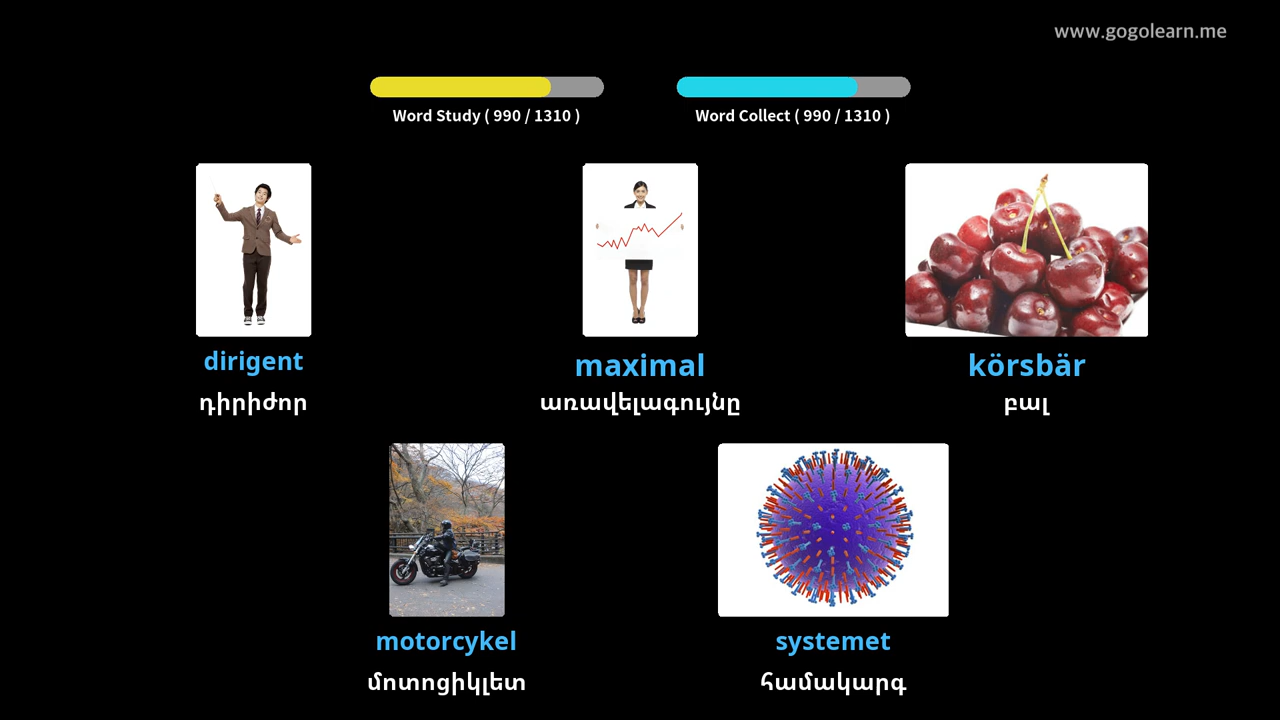 www.gogolearn.me
Word Study ( 990 / 1310 )
Word Collect ( 990 / 1310 )
dirigent
դիրիժոր
maximal
առավելագույնը
körsbär
բալ
motorcykel
մոտոցիկլետ
systemet
համակարգ